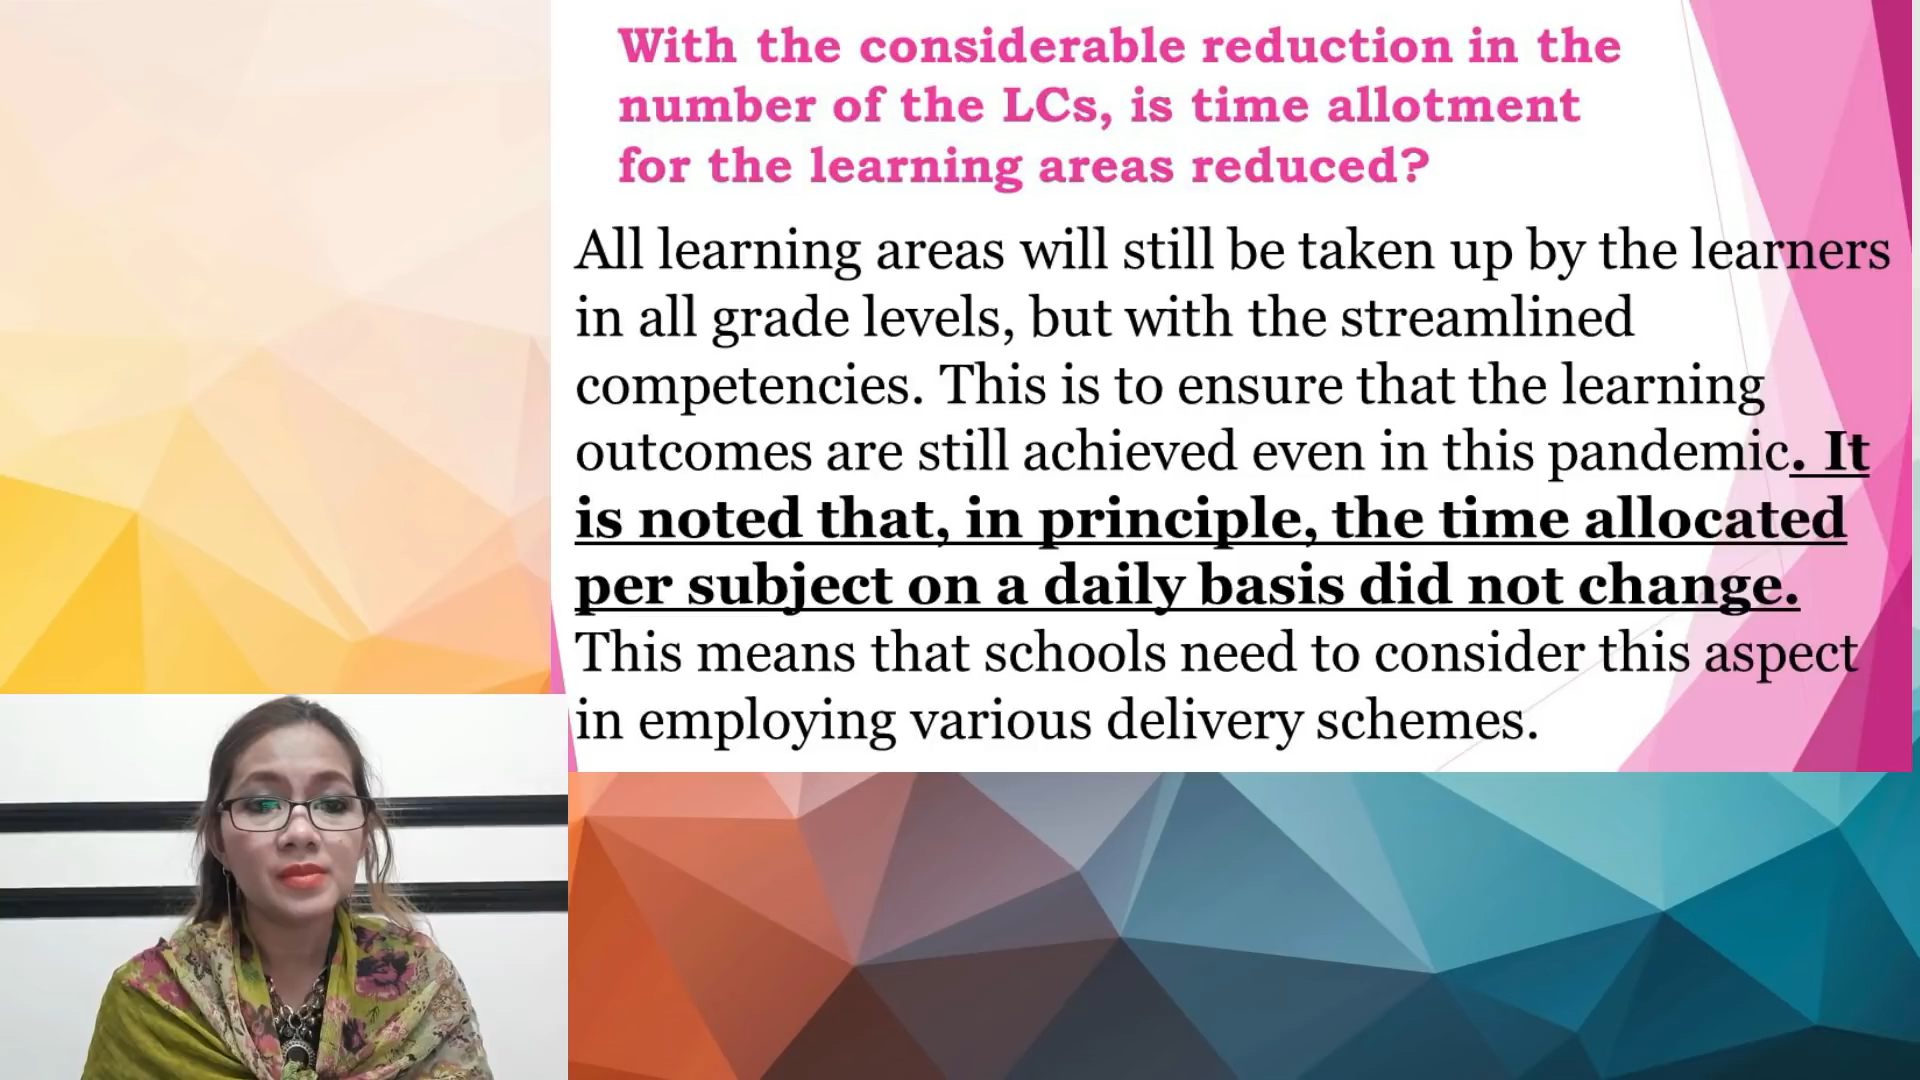 With the considerable reduction in the
number of the LCs, is time allotment
for the learning areas reduced?
All learning areas will still be taken up by the learners
in all grade levels, but with the streamlined
competencies. This is to ensure that the learning
outcomes are still achieved even in this pandemic. It
is noted that, in principle, the time allocated
per subject on a daily basis did not change.
This means that schools need to consider this aspect
in employing various delivery schemes.